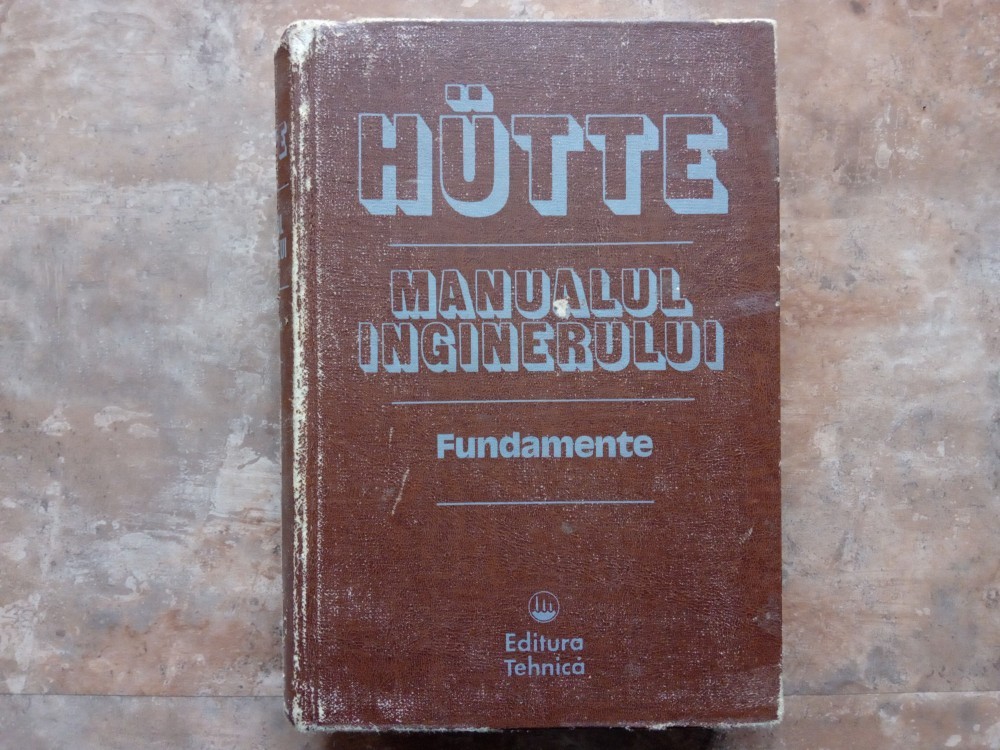 HÜTTE
MANUALUL
INGINERULUI
Fundamente
Editura
Tehnică